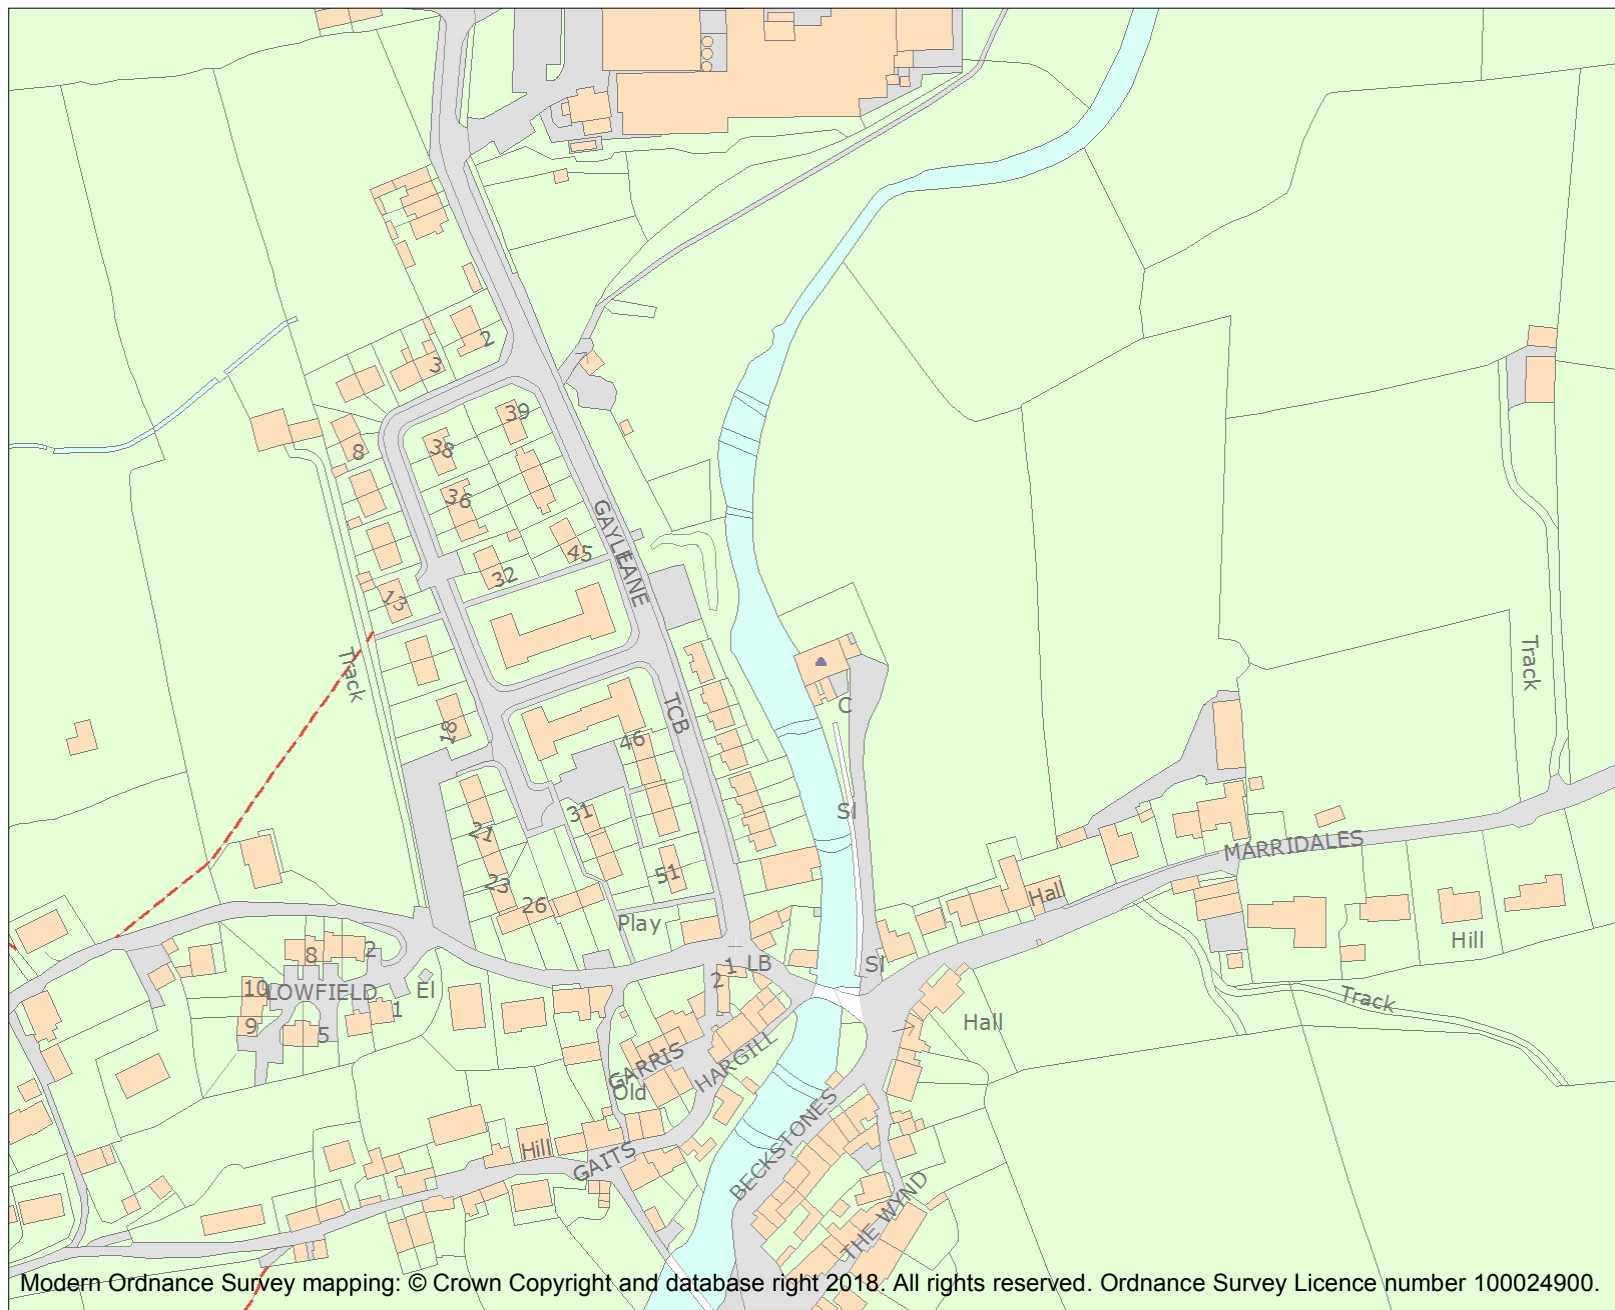 2
3
39
38
8
36
GAYLE LANE
45
32
13
Track
Track
TCB
C
18
46
Sl
31
21
MARRIDALES
51
23
Hall
26
Play
Hill
8
2
1
LB
Sl
2
10
LOWFIELD
El
Track
1
9
5
Hall
GARRIS
HARGILL
Old
BECKSTONES
Hill
GAITS
THE WYND
Modern Ordnance Survey mapping: © Crown Copyright and database right 2018. All rights reserved. Ordnance Survey Licence number 100024900.